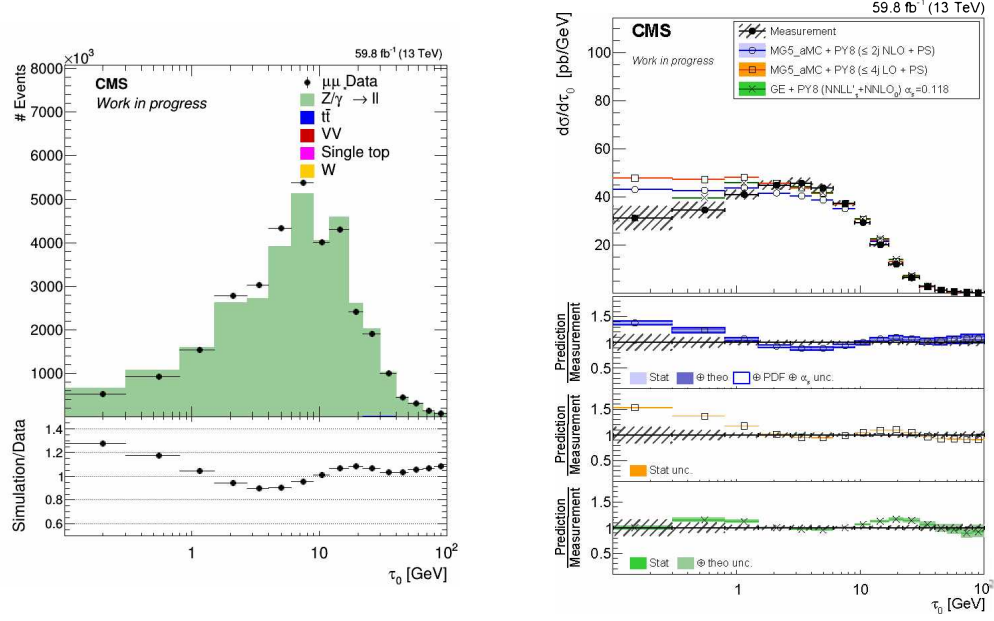 59.8 fb⁻¹ (13 TeV)
×10³
CMS
Work in progress
# Events
8000
7000
6000
5000
4000
3000
2000
1000
μμ Data
Z/γ* → ll
tt̄
VV
Single top
W
Simulation/Data
1.4
1.2
1
0.8
0.6
1
10
10²
τ₀ [GeV]
59.8 fb⁻¹ (13 TeV)
CMS
Work in progress
dσ/dτ₀ [pb/GeV]
100
80
60
40
20
Measurement
MG5_aMC + PY8 (≤ 2j NLO + PS)
MG5_aMC + PY8 (≤ 4j LO + PS)
GE + PY8 (NNLL'τ+NNLO₀) αs=0.118
Prediction
Measurement
1.5
1
0.5
Stat ⊕ theo ⊕ PDF ⊕ αs unc.
Prediction
Measurement
1.5
1
0.5
Stat unc.
Prediction
Measurement
1.5
1
0.5
Stat ⊕ theo unc.
1
10
τ₀ [GeV]